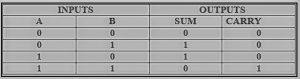 INPUTS OUTPUTS
A B SUM CARRY
0 0 0 0
0 1 1 0
1 0 1 0
1 1 0 1